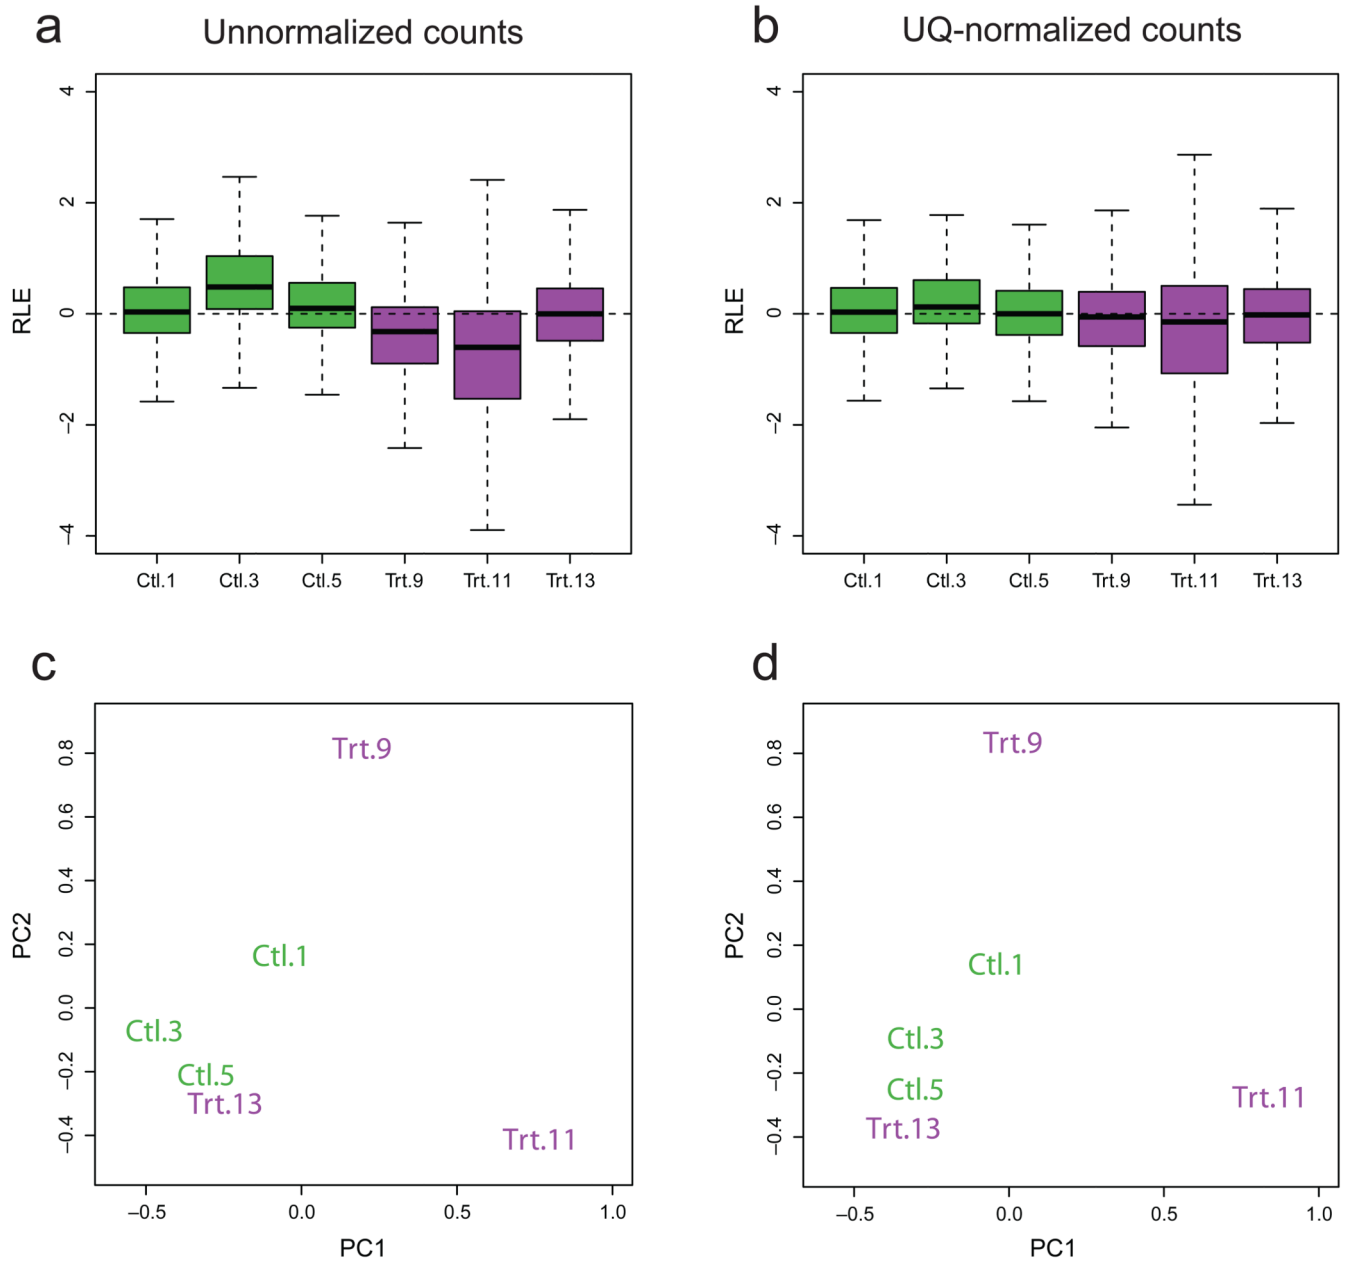 a Unnormalized counts
b UQ-normalized counts
4
2
0
−2
−4
RLE
Ctl.1 Ctl.3 Ctl.5 Trt.9 Trt.11 Trt.13
4
2
0
−2
−4
RLE
Ctl.1 Ctl.3 Ctl.5 Trt.9 Trt.11 Trt.13
c
0.8
0.6
0.4
0.2
0.0
−0.2
−0.4
PC2
Trt.9
Ctl.1
Ctl.3
Ctl.5
Trt.13
Trt.11
−0.5 0.0 0.5 1.0
PC1
d
0.8
0.6
0.4
0.2
0.0
−0.2
−0.4
PC2
Trt.9
Ctl.1
Ctl.3
Ctl.5
Trt.11
Trt.13
−0.5 0.0 0.5 1.0
PC1